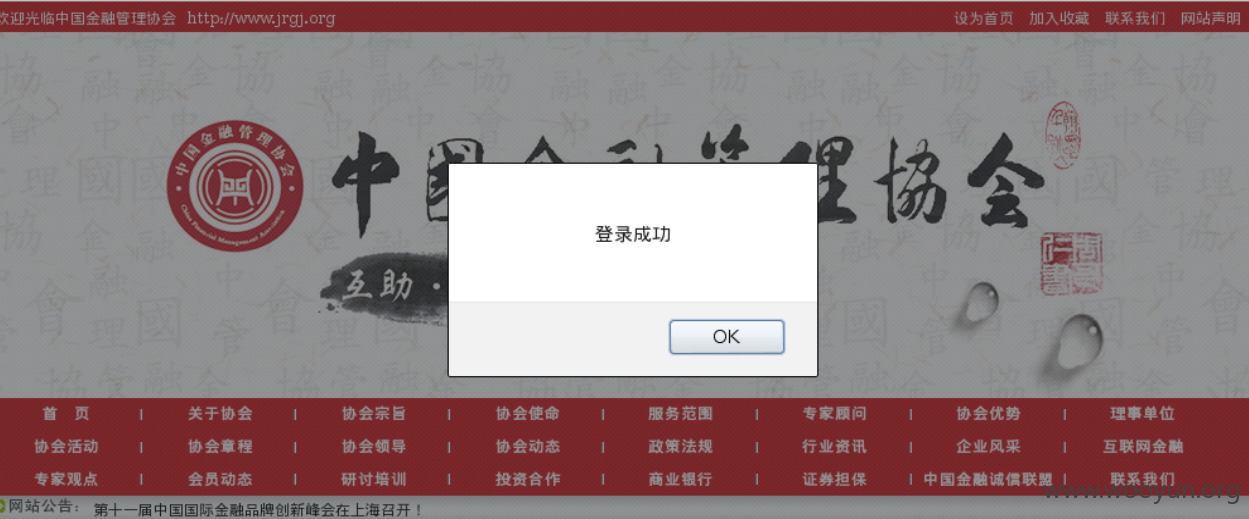 欢迎光临中国金融管理协会 http://www.jrgj.org
设为首页 加入收藏 联系我们 网站声明
中国金融管理协会
China Financial Management Association
中国金融管理協会
互助 ·
登录成功
OK
首 页 | 关于协会 | 协会宗旨 | 协会使命 | 服务范围 | 专家顾问 | 协会优势 | 理事单位
协会活动 | 协会章程 | 协会领导 | 协会动态 | 政策法规 | 行业资讯 | 企业风采 | 互联网金融
专家观点 | 会员动态 | 研讨培训 | 投资合作 | 商业银行 | 证券担保 | 中国金融诚信联盟 | 联系我们
网站公告： 第十一届中国国际金融品牌创新峰会在上海召开！
www.wooyun.org